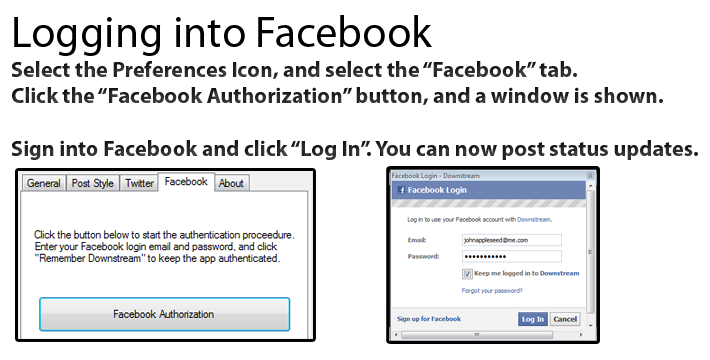 Logging into Facebook
Select the Preferences Icon, and select the “Facebook” tab.
Click the “Facebook Authorization” button, and a window is shown.
Sign into Facebook and click “Log In”. You can now post status updates.
General Post Style Twitter Facebook About
Click the button below to start the authentication proceedure.
Enter your Facebook login email and password, and click
"Remember Downstream" to keep the app authenticated.
Facebook Authorization
Facebook Login - Downstream
f Facebook Login
Log in to use your Facebook account with Downstream.
Email: johnappleseed@me.com
Password: •••••••••••
Keep me logged in to Downstream
Forgot your password?
Sign up for Facebook Log In Cancel